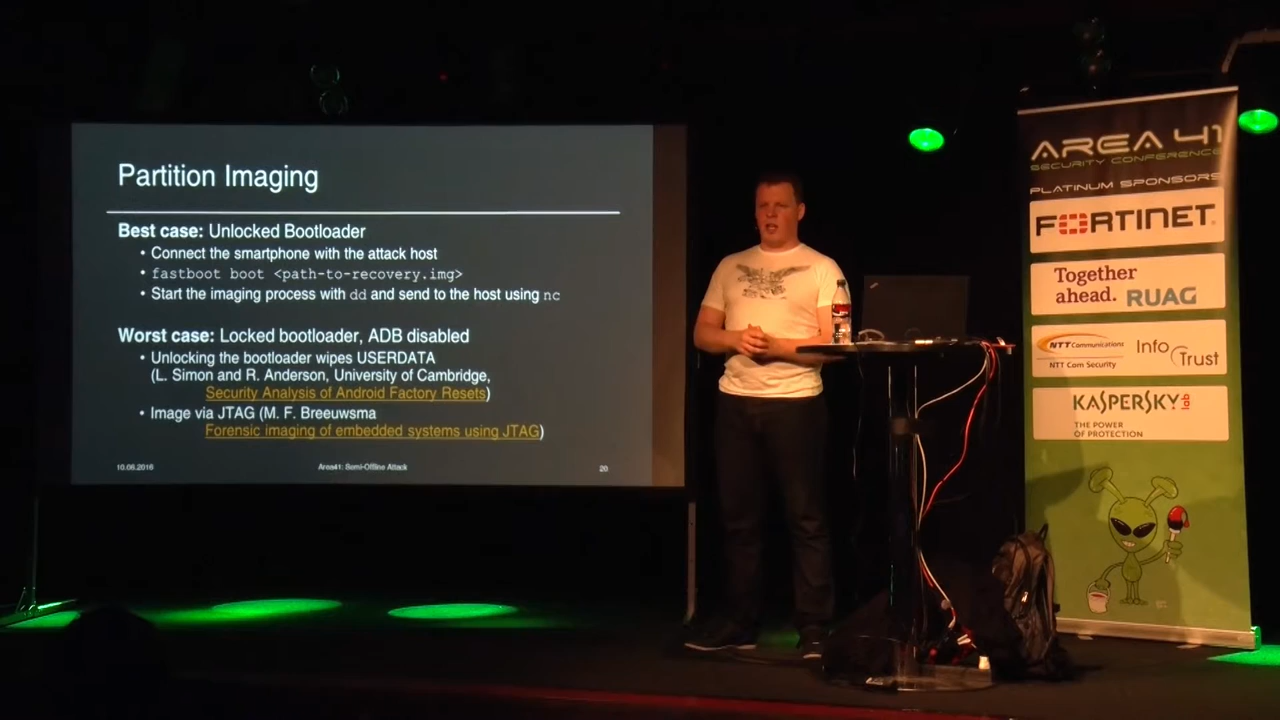 Partition Imaging
Best case: Unlocked Bootloader
• Connect the smartphone with the attack host
• fastboot boot <path-to-recovery.img>
• Start the imaging process with dd and send to the host using nc
Worst case: Locked bootloader, ADB disabled
• Unlocking the bootloader wipes USERDATA
(L. Simon and R. Anderson, University of Cambridge,
Security Analysis of Android Factory Resets)
• Image via JTAG (M. F. Breeuwsma
Forensic imaging of embedded systems using JTAG)
10.06.2016
Area41: Semi-Offline Attack
20
AREA 41
SECURITY CONFERENCE
PLATINUM SPONSORS
FORTINET
Together
ahead. RUAG
NTT Communications
NTT Com Security
Info Trust
KASPERSKY lab
THE POWER
OF PROTECTION